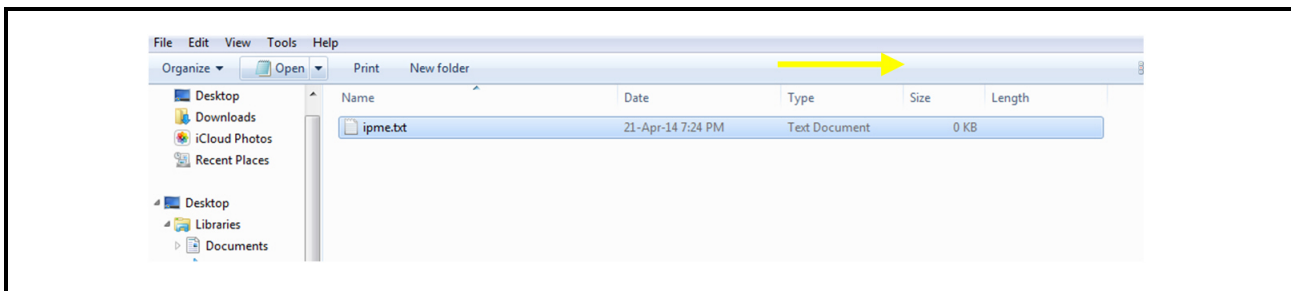 File Edit View Tools Help
Organize Open Print New folder
Desktop Name Date Type Size Length
Downloads
ipme.txt 21-Apr-14 7:24 PM Text Document 0 KB
iCloud Photos
Recent Places
Desktop
Libraries
Documents